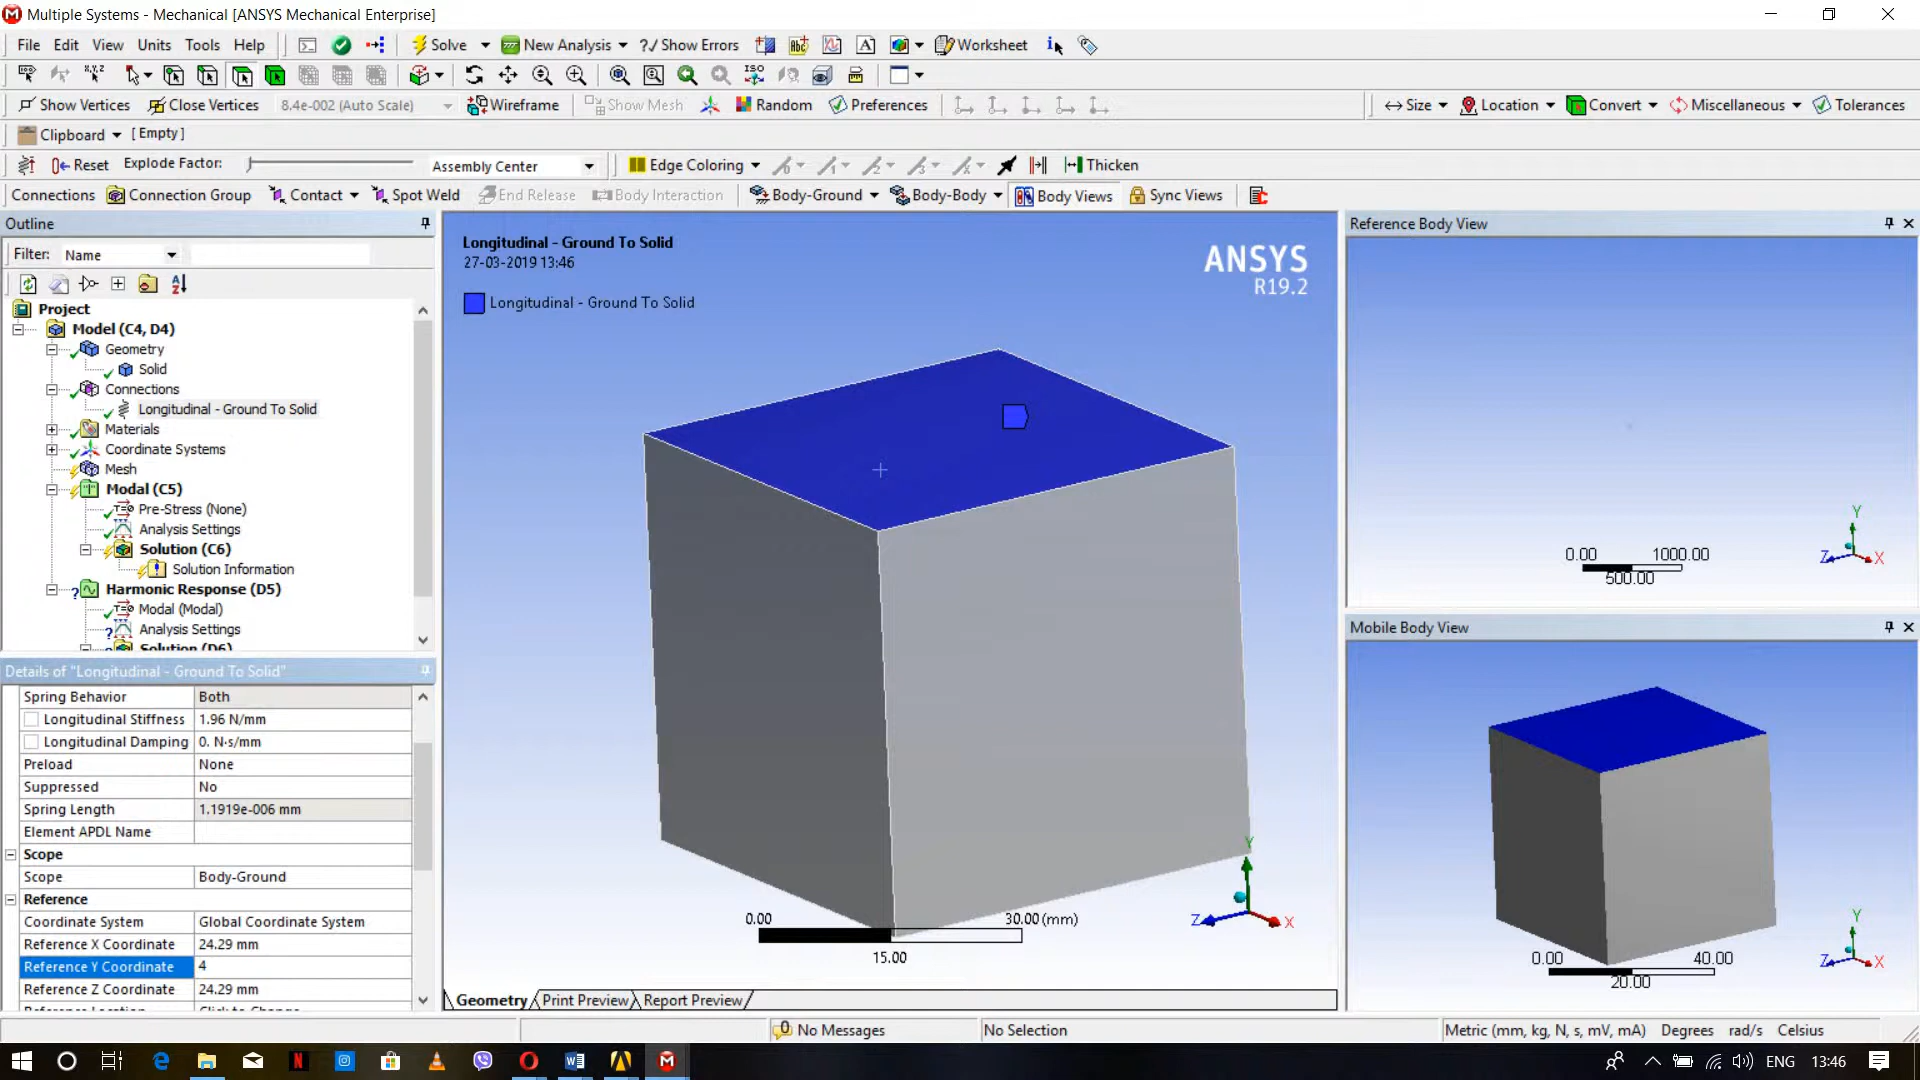 Multiple Systems - Mechanical [ANSYS Mechanical Enterprise]
File Edit View Units Tools Help Solve New Analysis ?/ Show Errors Worksheet
ISO
Show Vertices Close Vertices 8.4e-002 (Auto Scale) Wireframe Show Mesh Random Preferences Size Location Convert Miscellaneous Tolerances
Clipboard [ Empty ]
Reset Explode Factor: Assembly Center Edge Coloring Thicken
Connections Connection Group Contact Spot Weld End Release Body Interaction Body-Ground Body-Body Body Views Sync Views
Outline
Filter: Name
Project
Model (C4, D4)
Geometry
Solid
Connections
Longitudinal - Ground To Solid
Materials
Coordinate Systems
Mesh
Modal (C5)
Pre-Stress (None)
Analysis Settings
Solution (C6)
Solution Information
Harmonic Response (D5)
Modal (Modal)
Analysis Settings
Solution (D6)
Details of "Longitudinal - Ground To Solid"
Spring Behavior Both
Longitudinal Stiffness 1.96 N/mm
Longitudinal Damping 0. N·s/mm
Preload None
Suppressed No
Spring Length 1.1919e-006 mm
Element APDL Name
Scope
Scope Body-Ground
Reference
Coordinate System Global Coordinate System
Reference X Coordinate 24.29 mm
Reference Y Coordinate 4
Reference Z Coordinate 24.29 mm
Longitudinal - Ground To Solid
27-03-2019 13:46
Longitudinal - Ground To Solid
ANSYS
R19.2
0.00 30.00 (mm)
15.00
Y
Z X
Geometry Print Preview Report Preview
Reference Body View
0.00 1000.00
500.00
Y
Z X
Mobile Body View
0.00 40.00
20.00
Y
Z X
No Messages No Selection Metric (mm, kg, N, s, mV, mA) Degrees rad/s Celsius
ENG 13:46